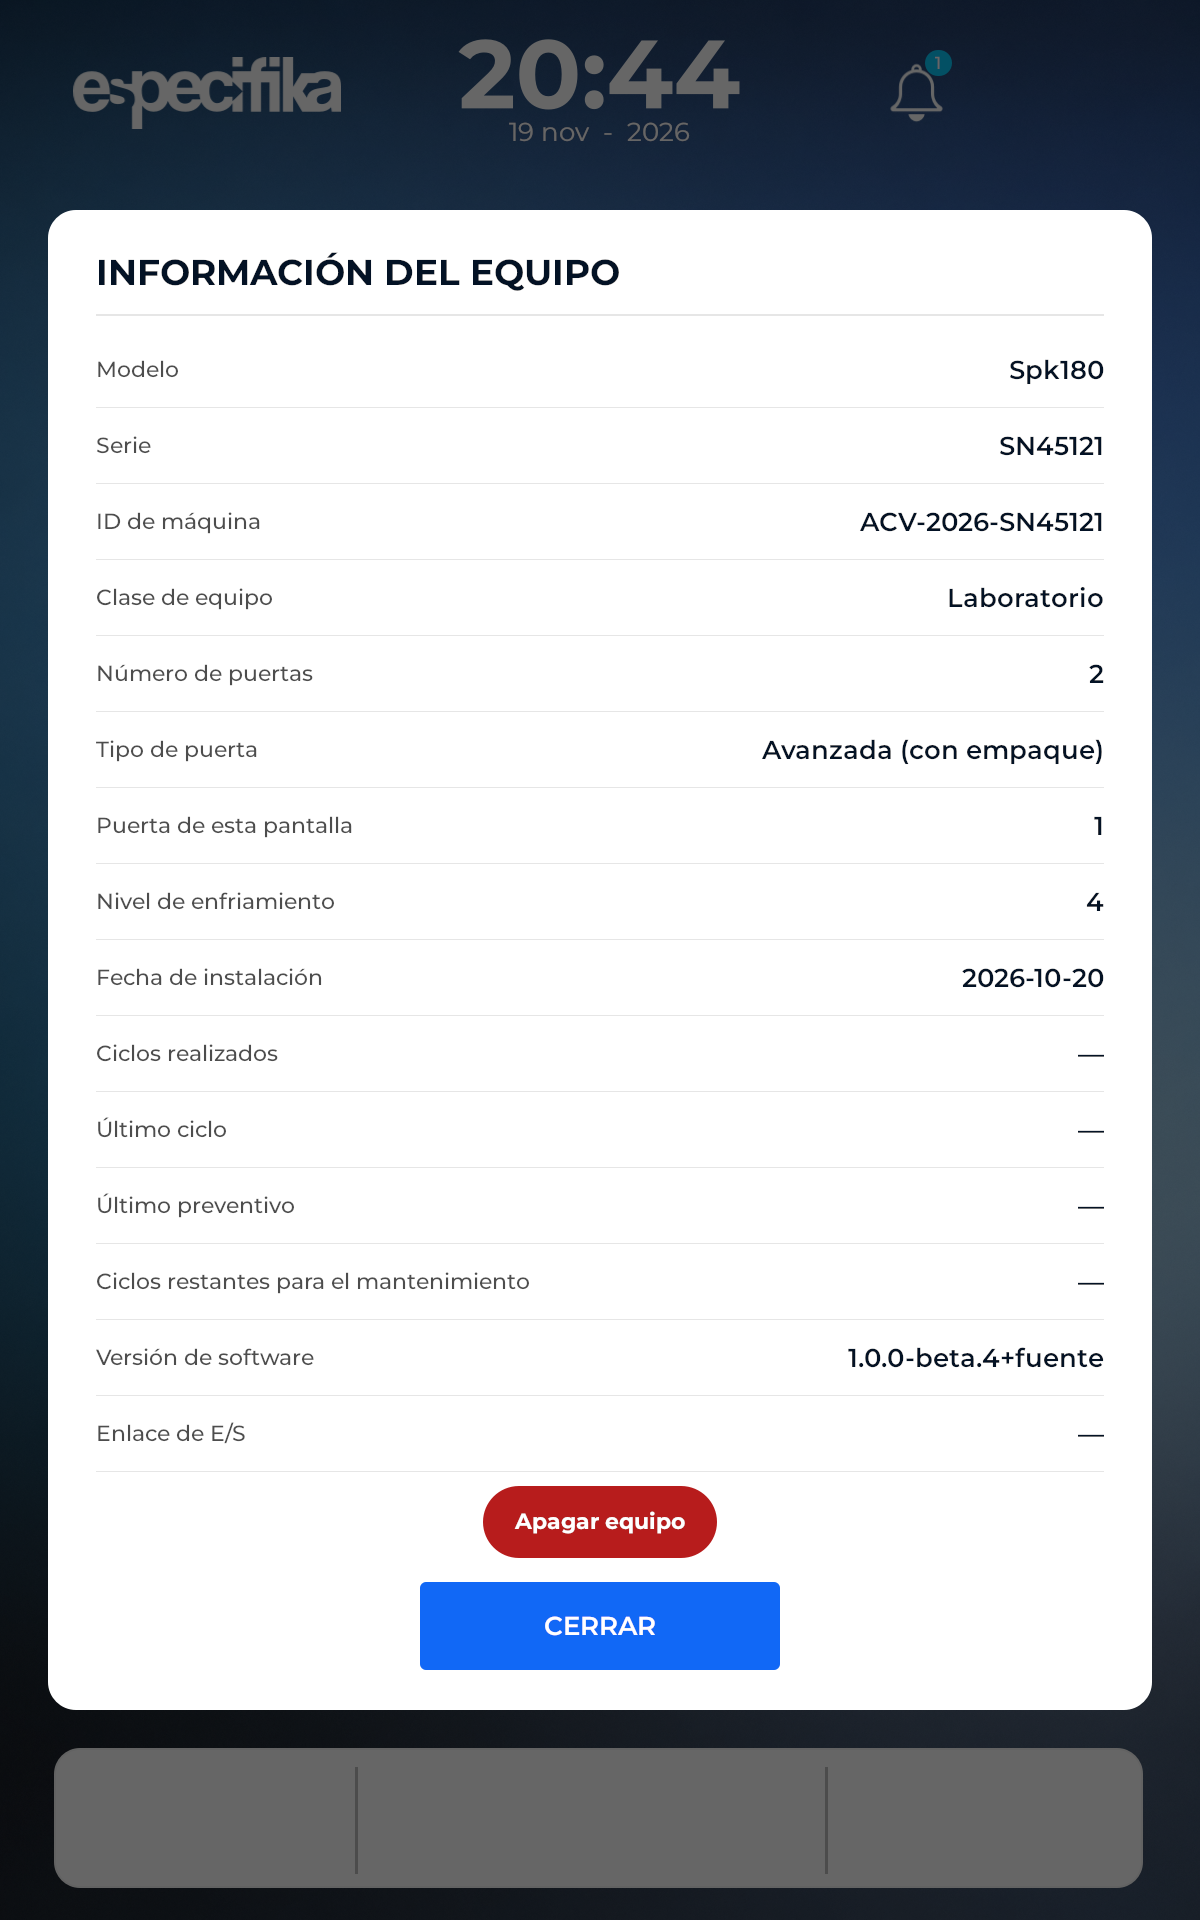 especifika
20:44
19 nov - 2026
1
INFORMACIÓN DEL EQUIPO
Modelo Spk180
Serie SN45121
ID de máquina ACV-2026-SN45121
Clase de equipo Laboratorio
Número de puertas 2
Tipo de puerta Avanzada (con empaque)
Puerta de esta pantalla 1
Nivel de enfriamiento 4
Fecha de instalación 2026-10-20
Ciclos realizados —
Último ciclo —
Último preventivo —
Ciclos restantes para el mantenimiento —
Versión de software 1.0.0-beta.4+fuente
Enlace de E/S —
Apagar equipo
CERRAR